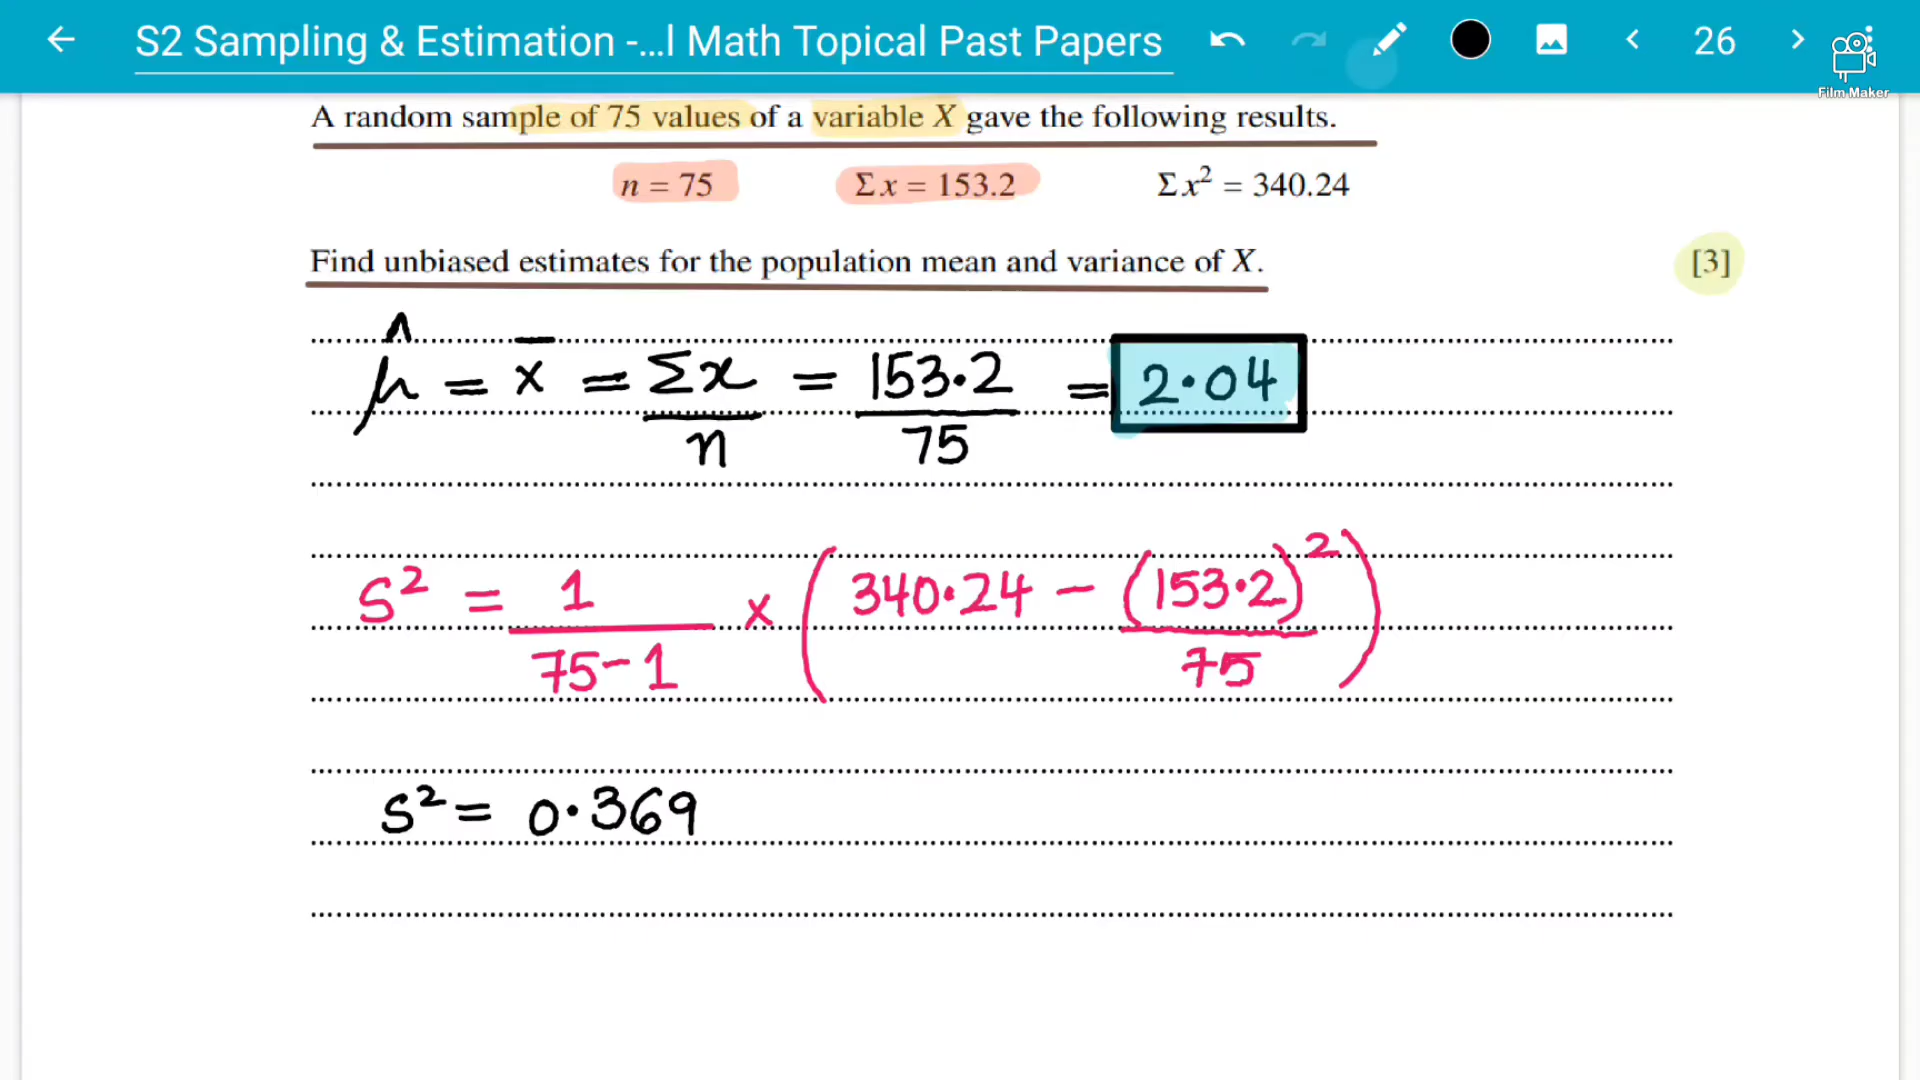 S2 Sampling & Estimation -...l Math Topical Past Papers
26
Film Maker
A random sample of 75 values of a variable X gave the following results.
n = 75 Σx = 153.2 Σx² = 340.24
Find unbiased estimates for the population mean and variance of X. [3]
μ̂ = x̄ = Σx/n = 153.2/75 = 2.04
s² = 1/(75-1) × (340.24 - (153.2)²/75)
s² = 0.369